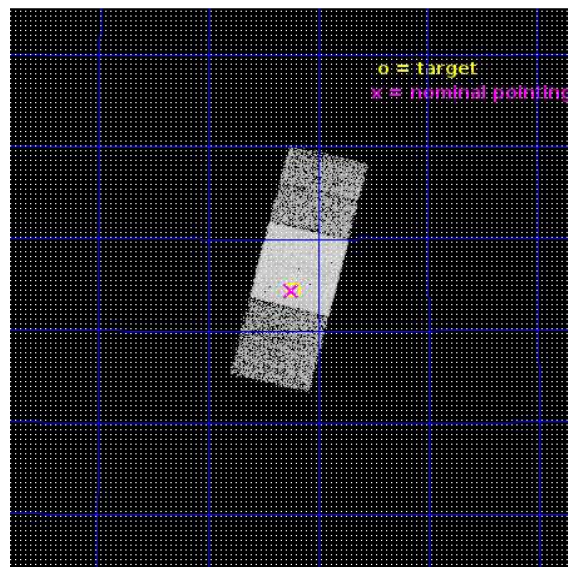 o = target
x = nominal pointing